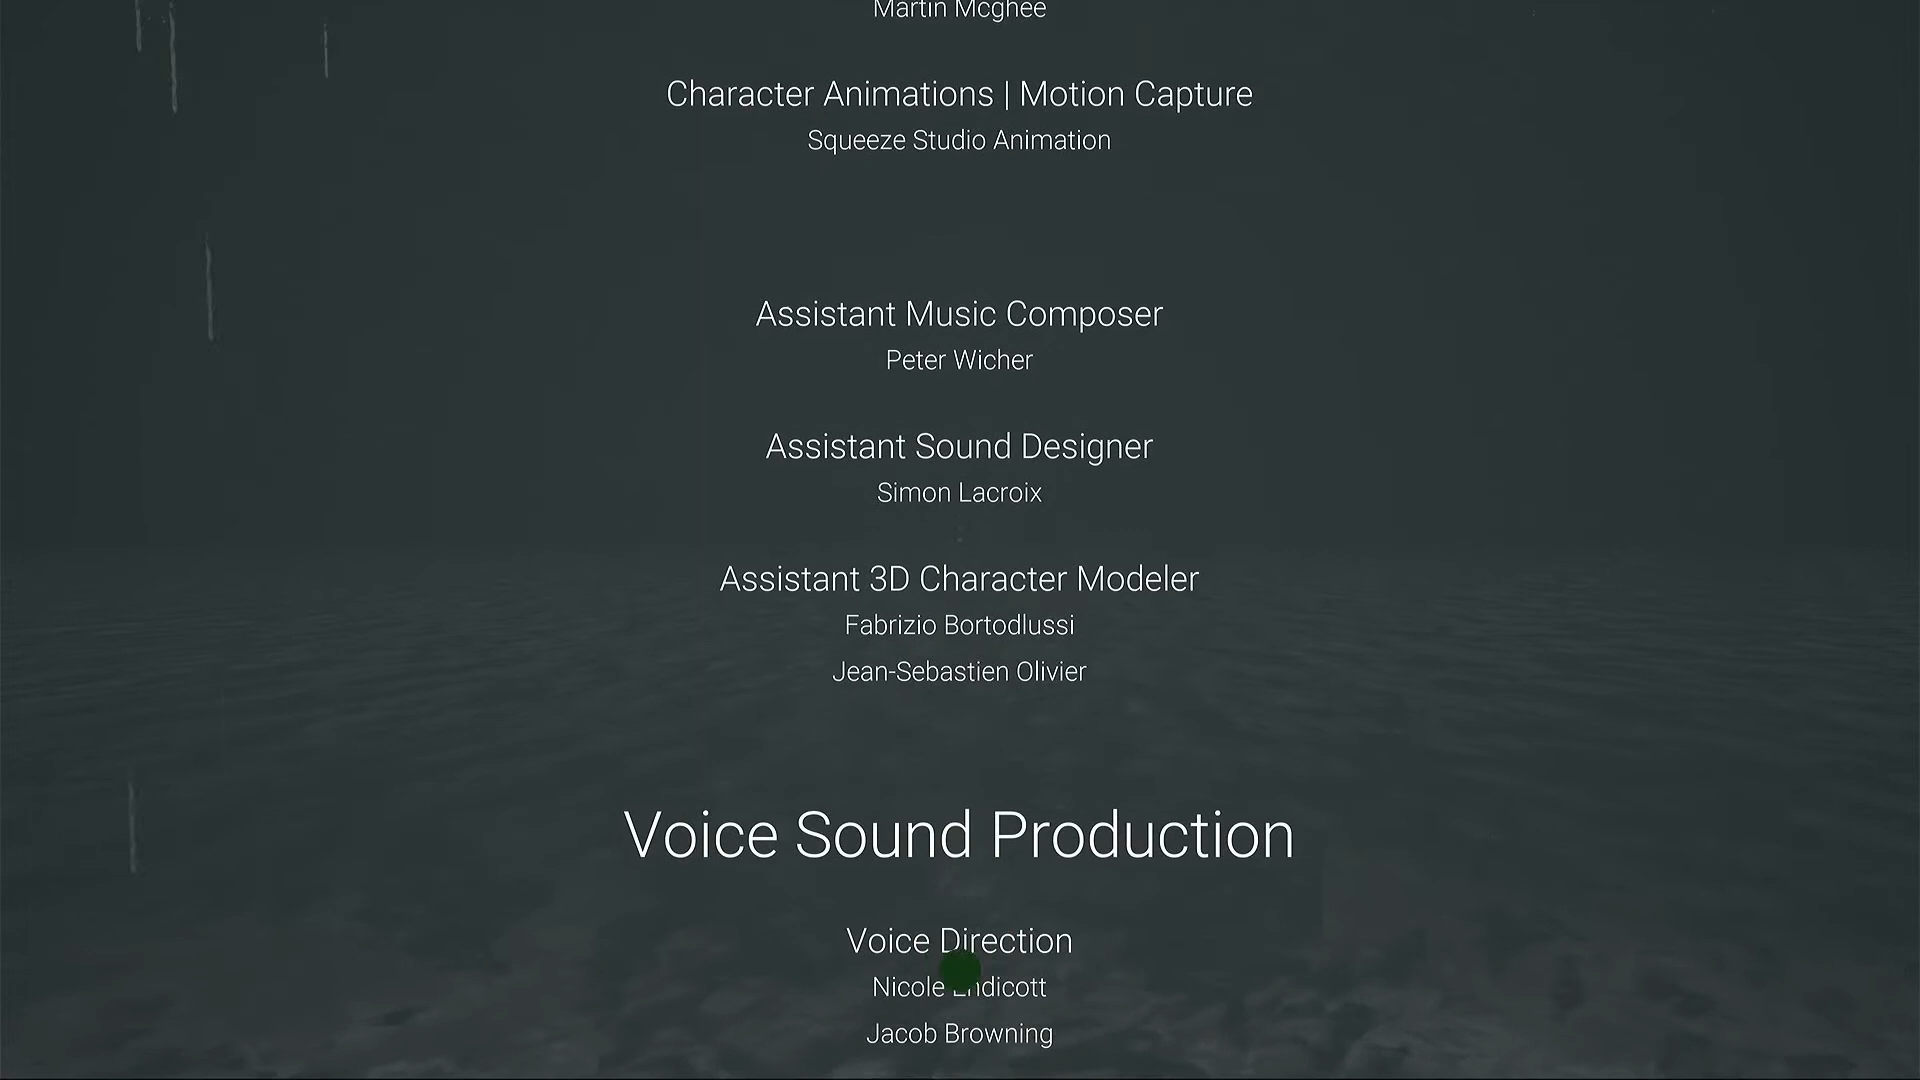 Martin Mcghee
Character Animations | Motion Capture
Squeeze Studio Animation
Assistant Music Composer
Peter Wicher
Assistant Sound Designer
Simon Lacroix
Assistant 3D Character Modeler
Fabrizio Bortodlussi
Jean-Sebastien Olivier
Voice Sound Production
Voice Direction
Nicole Endicott
Jacob Browning